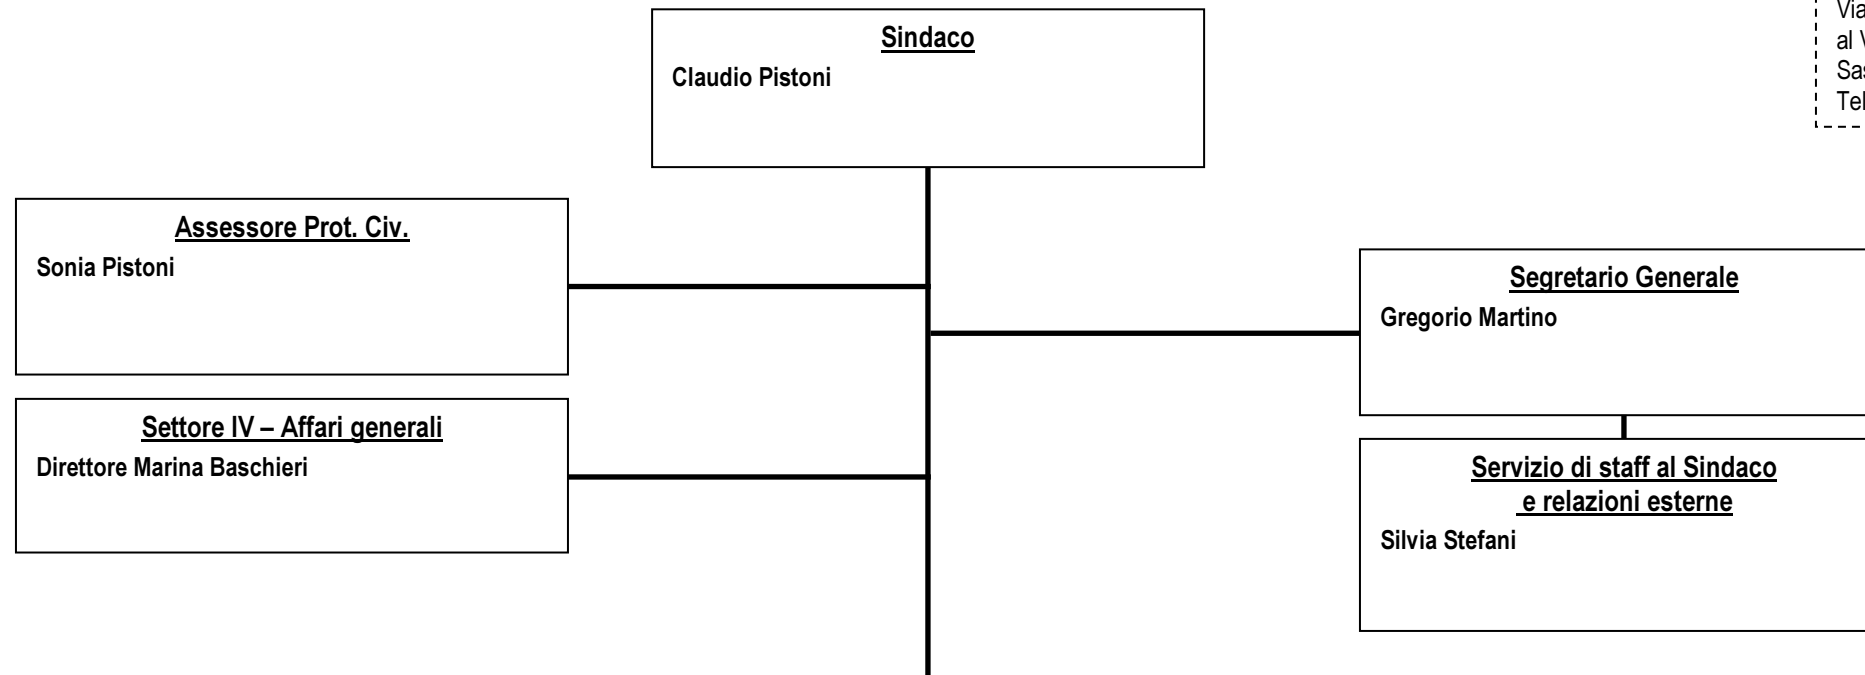 Sindaco
Claudio Pistoni
Via
al
Tel
Assessore Prot. Civ.
Sonia Pistoni
Segretario Generale
Gregorio Martino
Settore IV – Affari generali
Direttore Marina Baschieri
Servizio di staff al Sindaco
e relazioni esterne
Silvia Stefani